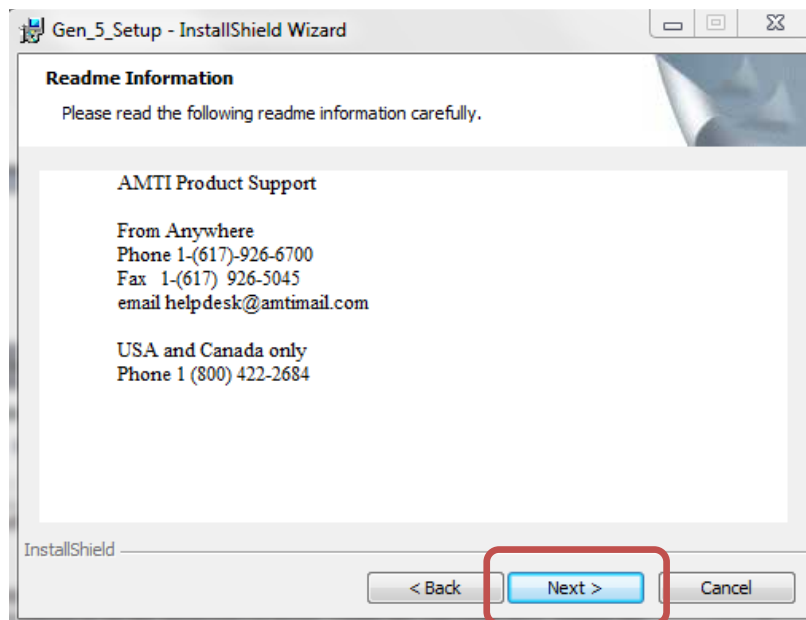 Gen_5_Setup - InstallShield Wizard
Readme Information
Please read the following readme information carefully.
AMTI Product Support
From Anywhere
Phone 1-(617)-926-6700
Fax 1-(617) 926-5045
email helpdesk@amtimail.com
USA and Canada only
Phone 1 (800) 422-2684
InstallShield
< Back Next > Cancel